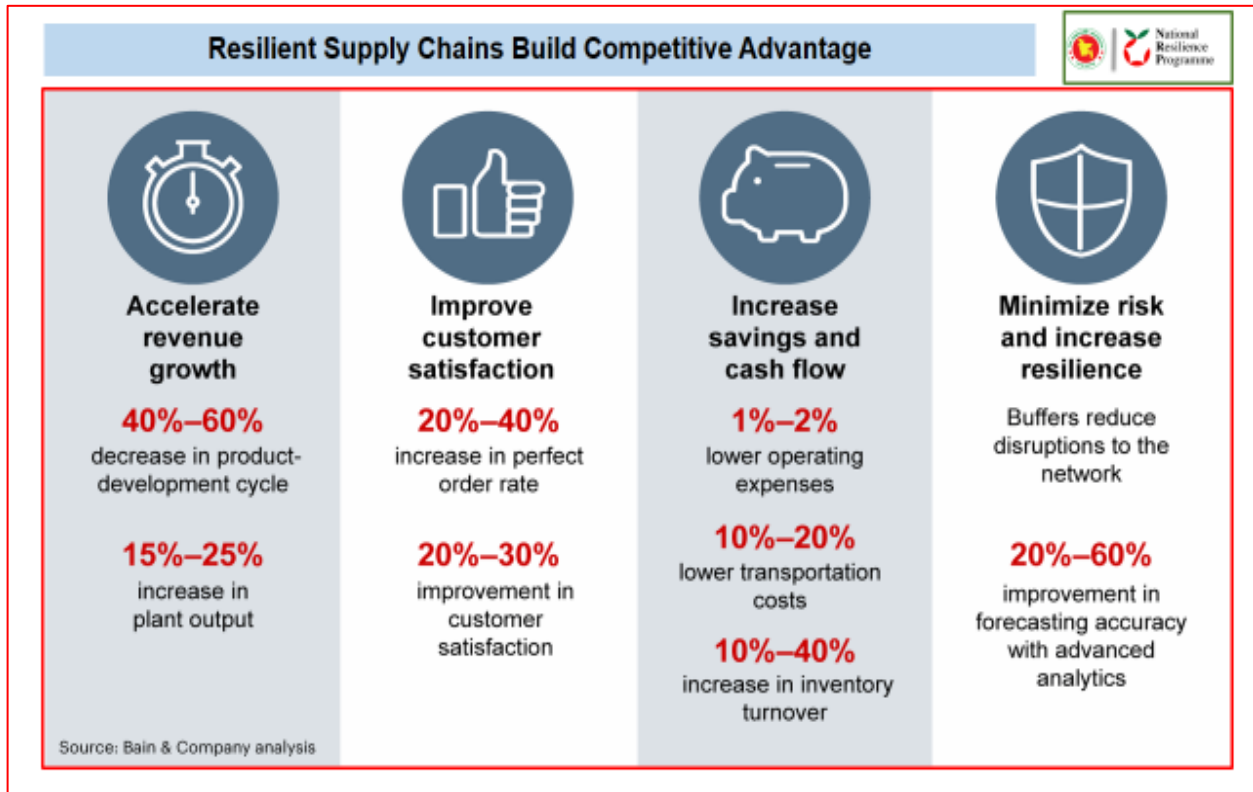 Resilient Supply Chains Build Competitive Advantage
National
Resilience
Programme
Accelerate
revenue
growth
40%–60%
decrease in product-
development cycle
15%–25%
increase in
plant output
Improve
customer
satisfaction
20%–40%
increase in perfect
order rate
20%–30%
improvement in
customer
satisfaction
Increase
savings and
cash flow
1%–2%
lower operating
expenses
10%–20%
lower transportation
costs
10%–40%
increase in inventory
turnover
Minimize risk
and increase
resilience
Buffers reduce
disruptions to the
network
20%–60%
improvement in
forecasting accuracy
with advanced
analytics
Source: Bain & Company analysis